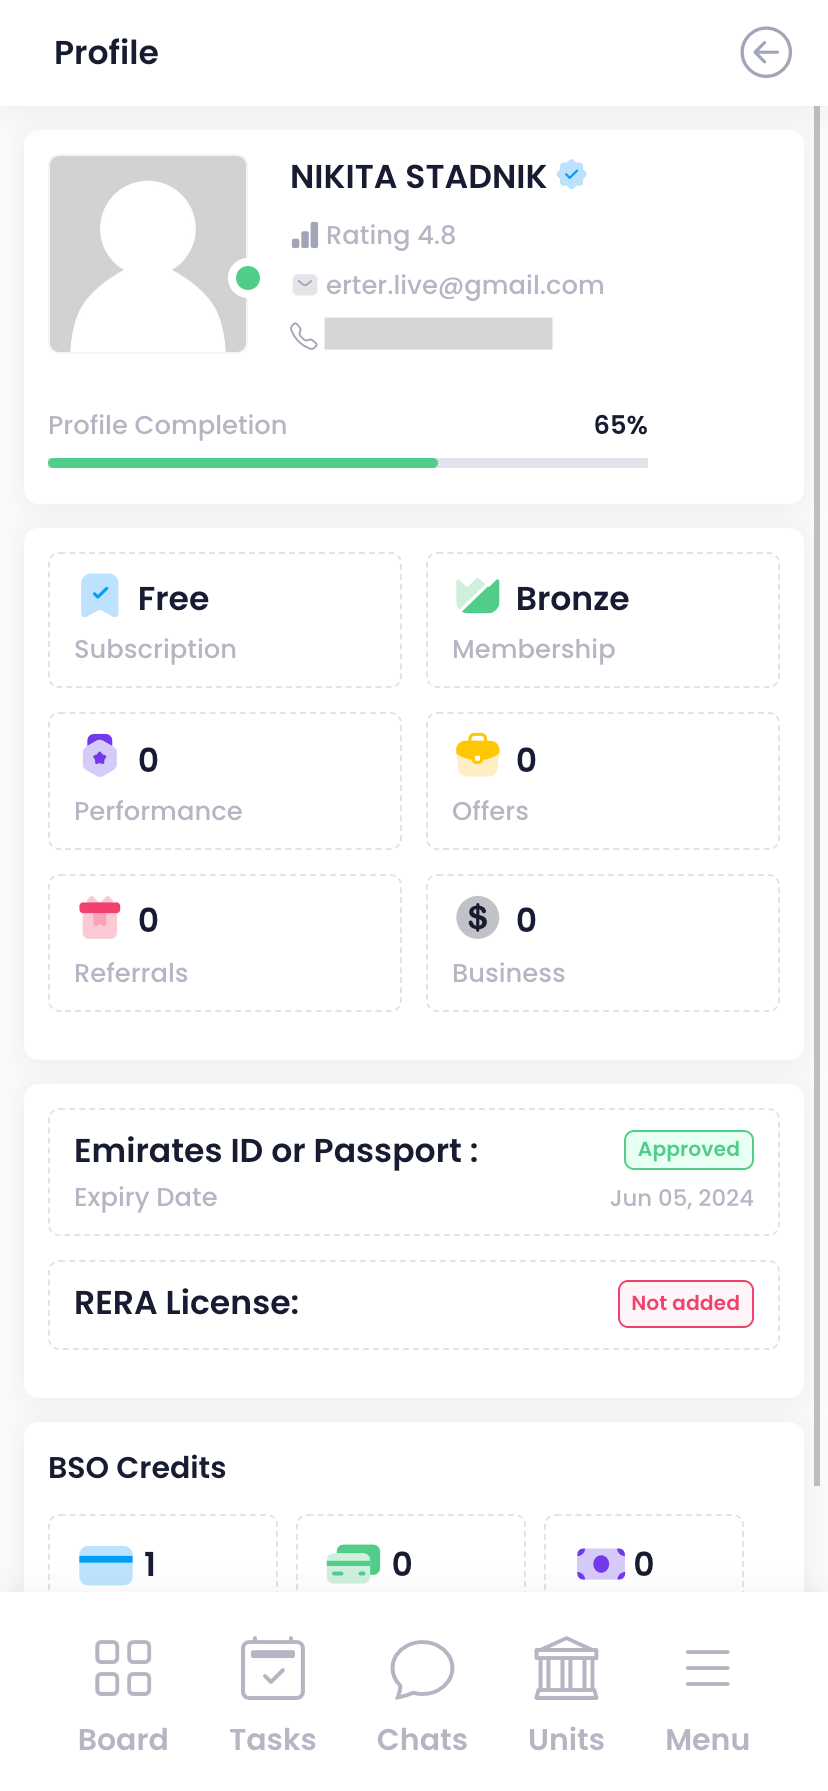 Profile
NIKITA STADNIK
Rating 4.8
erter.live@gmail.com
Profile Completion 65%
Free
Subscription
Bronze
Membership
0
Performance
0
Offers
0
Referrals
$ 0
Business
Emirates ID or Passport : Approved
Expiry Date Jun 05, 2024
RERA License: Not added
BSO Credits
1 0 0
Board Tasks Chats Units Menu